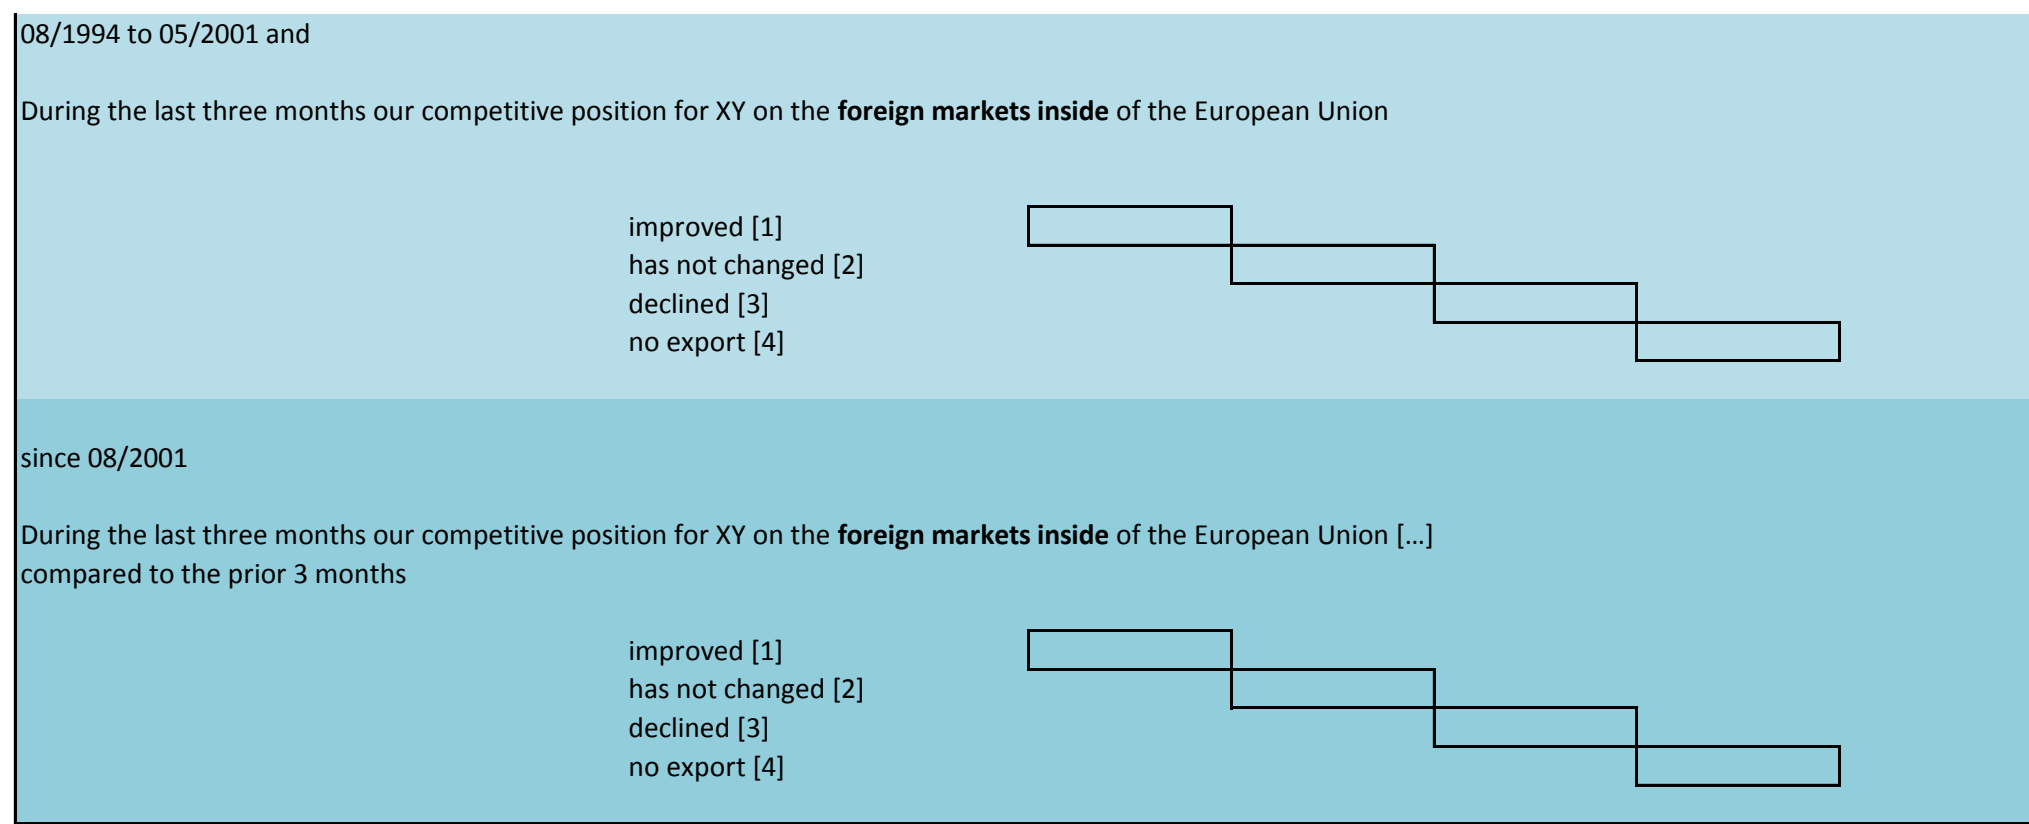 08/1994 to 05/2001 and
During the last three months our competitive position for XY on the foreign markets inside of the European Union
improved [1]
has not changed [2]
declined [3]
no export [4]
since 08/2001
During the last three months our competitive position for XY on the foreign markets inside of the European Union […]
compared to the prior 3 months
improved [1]
has not changed [2]
declined [3]
no export [4]